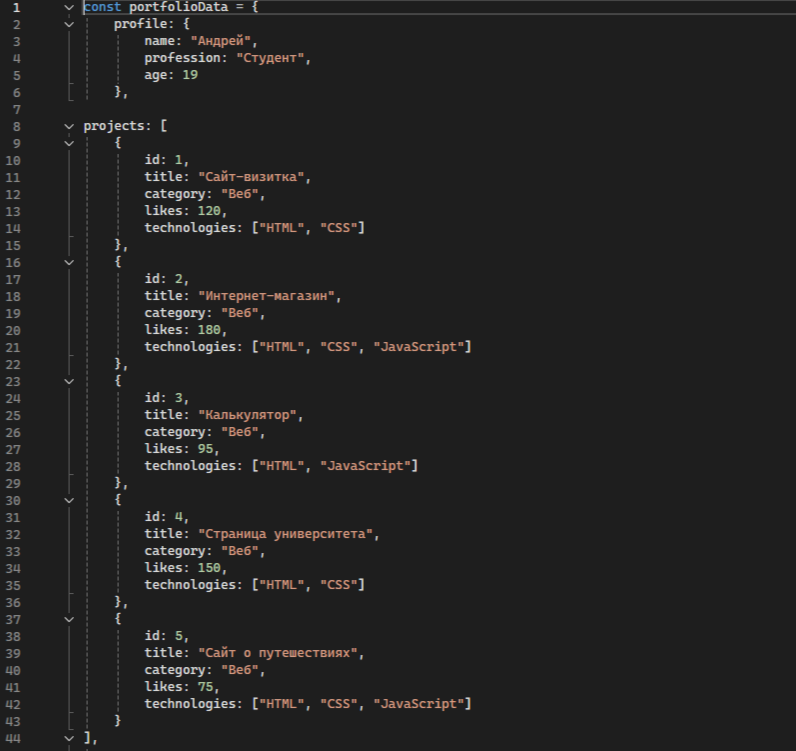 1 const portfolioData = {
2 profile: {
3 name: "Андрей",
4 profession: "Студент",
5 age: 19
6 },
7
8 projects: [
9 {
10 id: 1,
11 title: "Сайт-визитка",
12 category: "Веб",
13 likes: 120,
14 technologies: ["HTML", "CSS"]
15 },
16 {
17 id: 2,
18 title: "Интернет-магазин",
19 category: "Веб",
20 likes: 180,
21 technologies: ["HTML", "CSS", "JavaScript"]
22 },
23 {
24 id: 3,
25 title: "Калькулятор",
26 category: "Веб",
27 likes: 95,
28 technologies: ["HTML", "JavaScript"]
29 },
30 {
31 id: 4,
32 title: "Страница университета",
33 category: "Веб",
34 likes: 150,
35 technologies: ["HTML", "CSS"]
36 },
37 {
38 id: 5,
39 title: "Сайт о путешествиях",
40 category: "Веб",
41 likes: 75,
42 technologies: ["HTML", "CSS", "JavaScript"]
43 }
44 ],